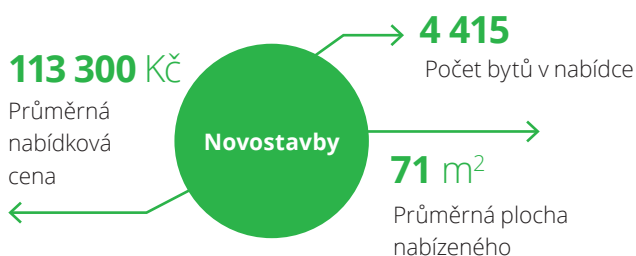 113 300 Kč
Průměrná
nabídková
cena
Novostavby
4 415
Počet bytů v nabídce
71 m²
Průměrná plocha
nabízeného